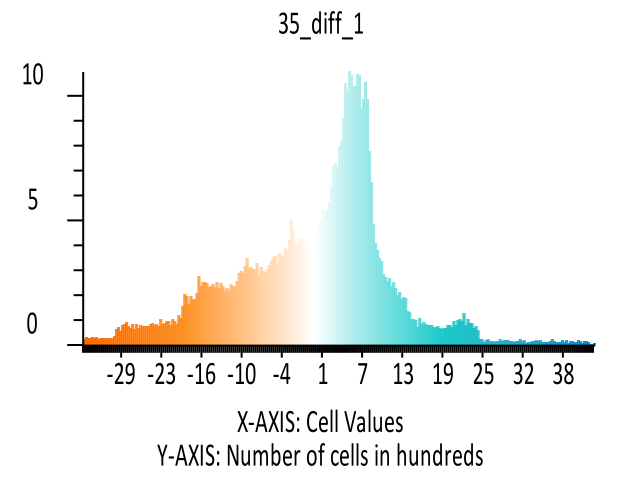 35_diff_1
10
5
0
-29 -23 -16 -10 -4 1 7 13 19 25 32 38
X-AXIS: Cell Values
Y-AXIS: Number of cells in hundreds